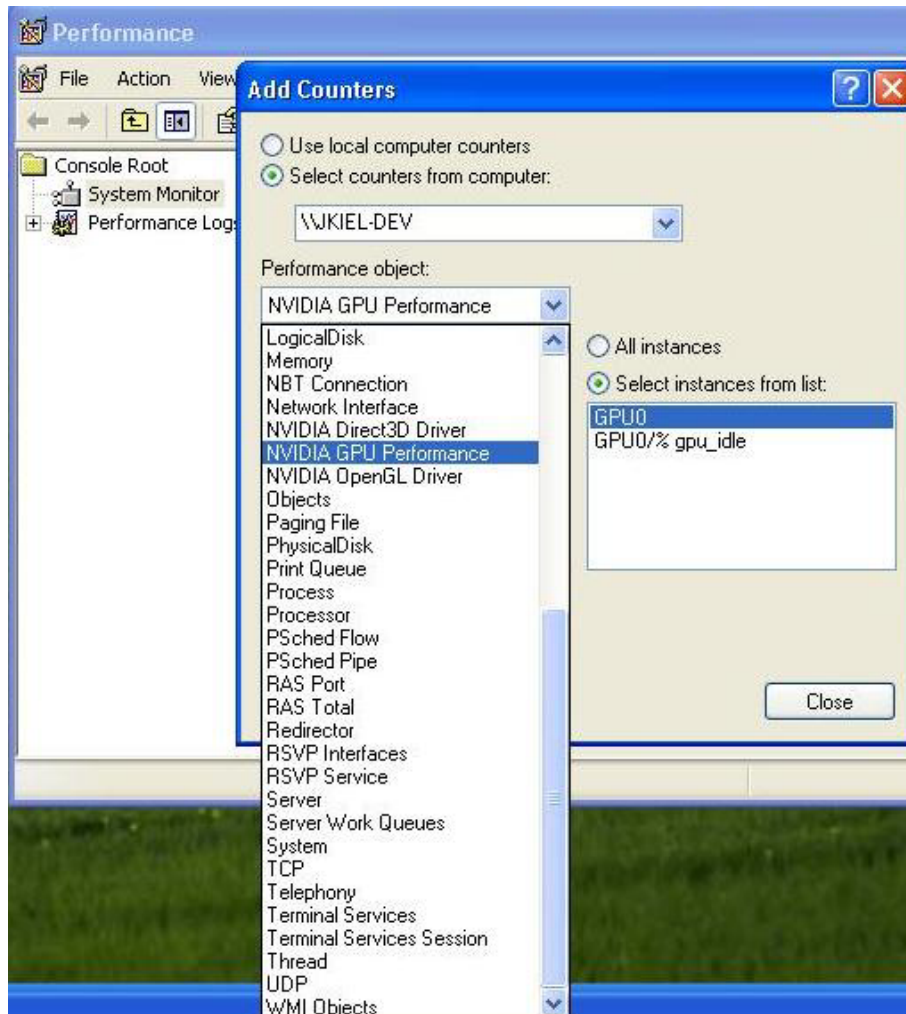 Performance
File Action View
Add Counters
Console Root
System Monitor
Performance Logs
Use local computer counters
Select counters from computer:
\\JKIEL-DEV
Performance object:
NVIDIA GPU Performance
LogicalDisk
Memory
NBT Connection
Network Interface
NVIDIA Direct3D Driver
NVIDIA GPU Performance
NVIDIA OpenGL Driver
Objects
Paging File
PhysicalDisk
Print Queue
Process
Processor
PSched Flow
PSched Pipe
RAS Port
RAS Total
Redirector
RSVP Interfaces
RSVP Service
Server
Server Work Queues
System
TCP
Telephony
Terminal Services
Terminal Services Session
Thread
UDP
WMI Objects
All instances
Select instances from list:
GPU0
GPU0/% gpu_idle
Close